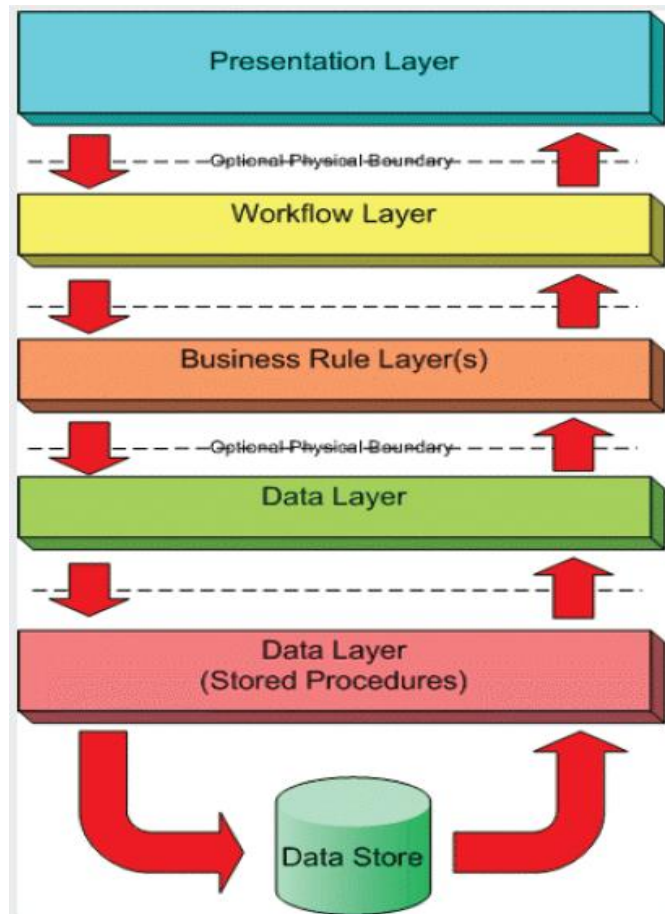 Presentation Layer
Optional Physical Boundary
Workflow Layer
Business Rule Layer(s)
Optional Physical Boundary
Data Layer
Data Layer
(Stored Procedures)
Data Store